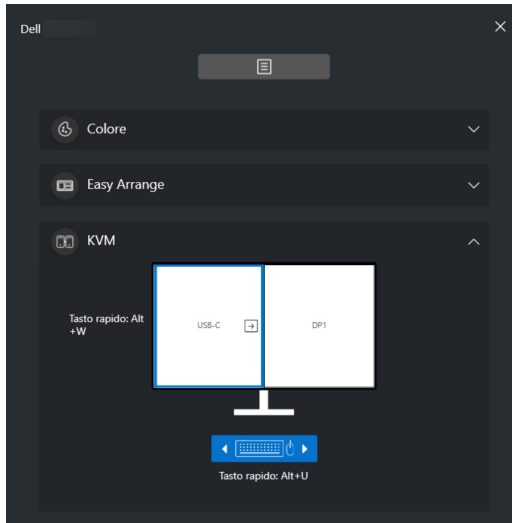 Dell
Colore
Easy Arrange
KVM
Tasto rapido: Alt
+W
USB-C
DP1
Tasto rapido: Alt+U